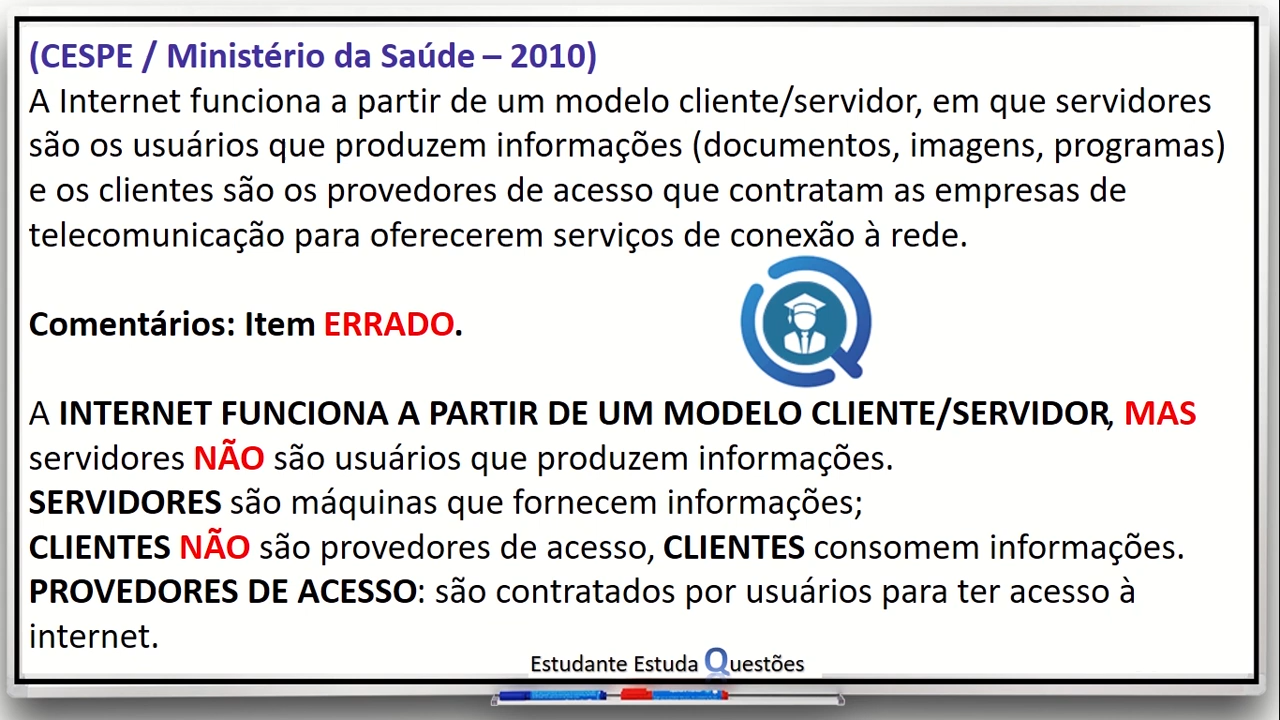 (CESPE / Ministério da Saúde – 2010)
A Internet funciona a partir de um modelo cliente/servidor, em que servidores
são os usuários que produzem informações (documentos, imagens, programas)
e os clientes são os provedores de acesso que contratam as empresas de
telecomunicação para oferecerem serviços de conexão à rede.
Comentários: Item ERRADO.
A INTERNET FUNCIONA A PARTIR DE UM MODELO CLIENTE/SERVIDOR, MAS
servidores NÃO são usuários que produzem informações.
SERVIDORES são máquinas que fornecem informações;
CLIENTES NÃO são provedores de acesso, CLIENTES consomem informações.
PROVEDORES DE ACESSO: são contratados por usuários para ter acesso à
internet.
Estudante Estuda Questões